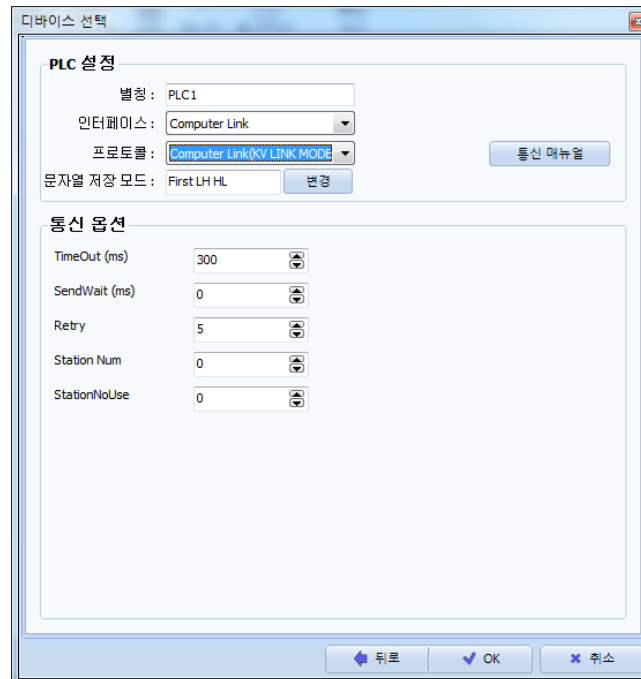 디바이스 선택
PLC 설정
별칭 : PLC1
인터페이스 : Computer Link
프로토콜 : Computer Link(KV LINK MODE 통신 매뉴얼
문자열 저장 모드 : First LH HL 변경
통신 옵션
TimeOut (ms) 300
SendWait (ms) 0
Retry 5
Station Num 0
StationNoUse 0
뒤로 OK 취소